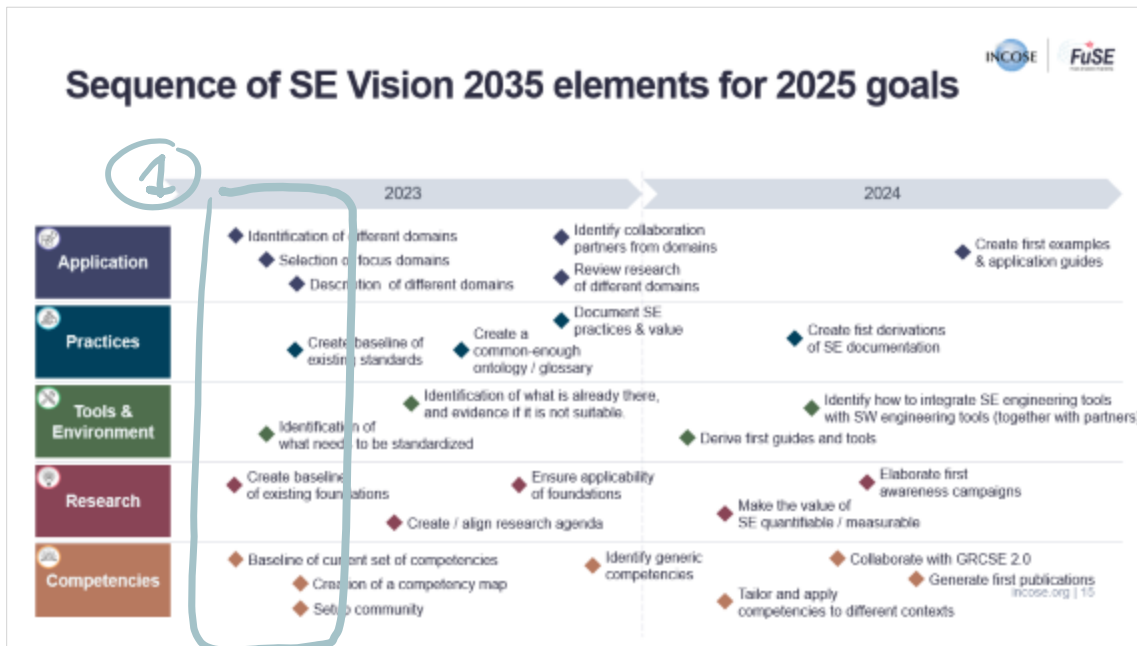 INCOSE
FuSE
Sequence of SE Vision 2035 elements for 2025 goals
1
2023
2024
Application
Identification of different domains
Selection of focus domains
Description of different domains
Identify collaboration
partners from domains
Review research
of different domains
Create first examples
& application guides
Practices
Create baseline of
existing standards
Create a
common-enough
ontology / glossary
Document SE
practices & value
Create fist derivations
of SE documentation
Tools &
Environment
Identification of what is already there,
and evidence if it is not suitable.
Identification of
what needs to be standardized
Identify how to integrate SE engineering tools
with SW engineering tools (together with partners
Derive first guides and tools
Research
Create baseline
of existing foundations
Create / align research agenda
Ensure applicability
of foundations
Elaborate first
awareness campaigns
Make the value of
SE quantifiable / measurable
Competencies
Baseline of current set of competencies
Creation of a competency map
Setup community
Identify generic
competencies
Collaborate with GRCSE 2.0
Generate first publications
Tailor and apply
competencies to different contexts
incose.org | 15